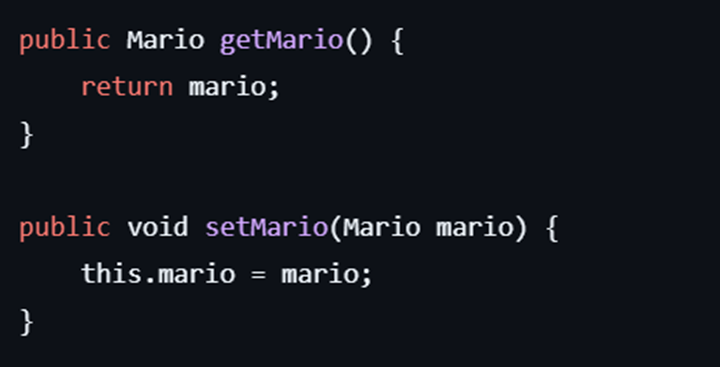 public Mario getMario() {
    return mario;
}

public void setMario(Mario mario) {
    this.mario = mario;
}